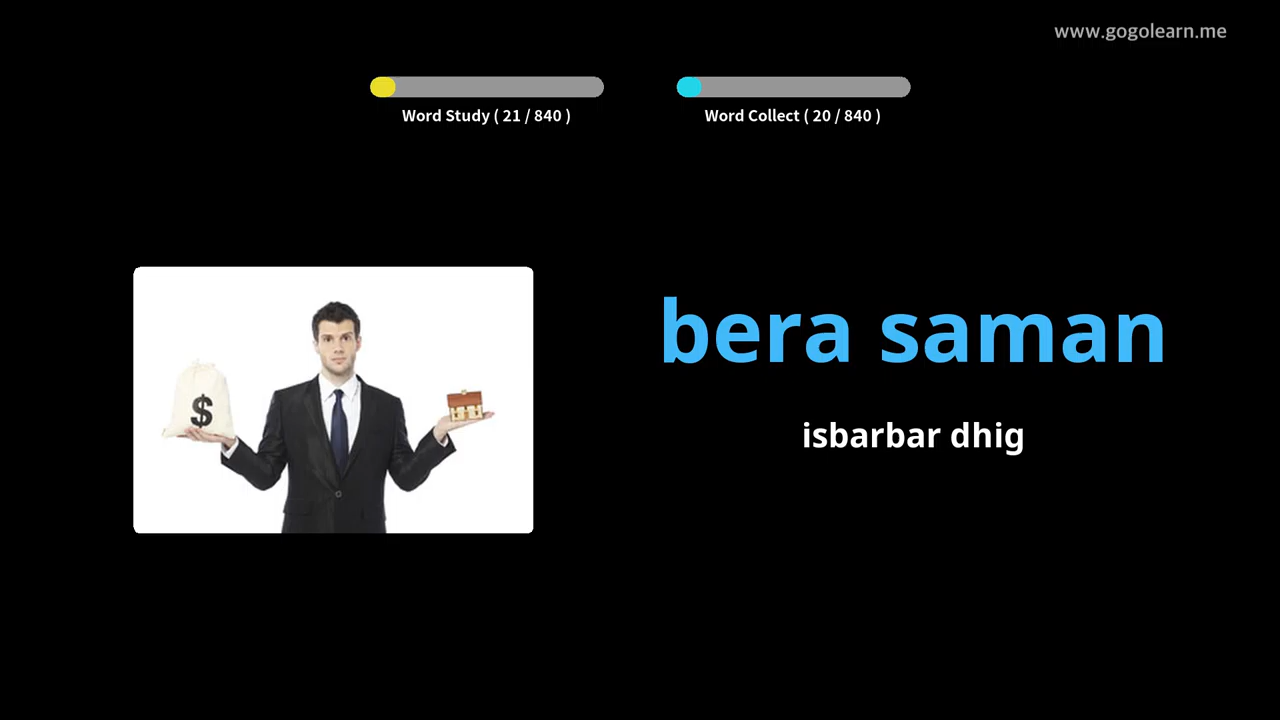 www.gogolearn.me
Word Study ( 21 / 840 )
Word Collect ( 20 / 840 )
$
bera saman
isbarbar dhig